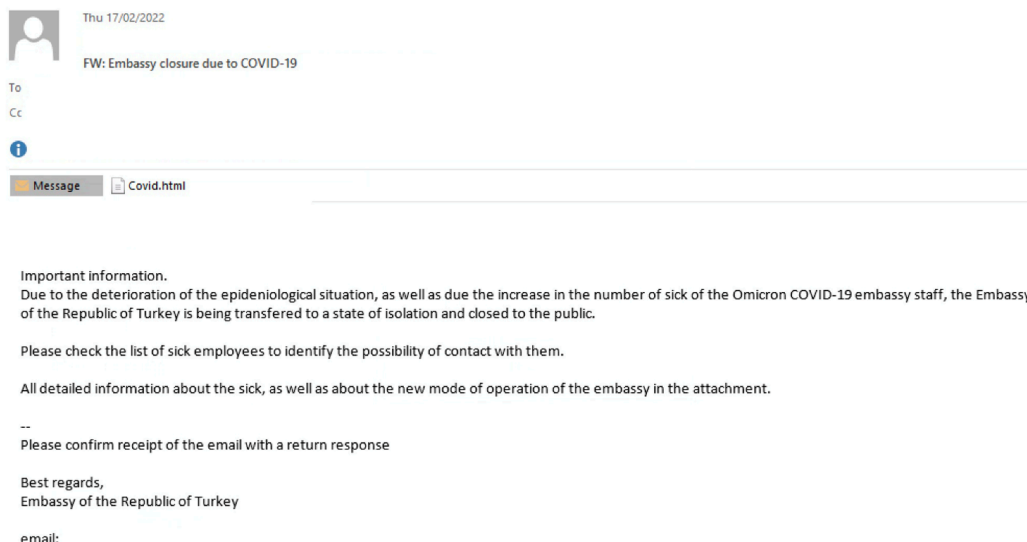 Thu 17/02/2022
FW: Embassy closure due to COVID-19
To
Cc
Message Covid.html
Important information.
Due to the deterioration of the epideniological situation, as well as due the increase in the number of sick of the Omicron COVID-19 embassy staff, the Embassy
of the Republic of Turkey is being transfered to a state of isolation and closed to the public.
Please check the list of sick employees to identify the possibility of contact with them.
All detailed information about the sick, as well as about the new mode of operation of the embassy in the attachment.
--
Please confirm receipt of the email with a return response
Best regards,
Embassy of the Republic of Turkey
email: